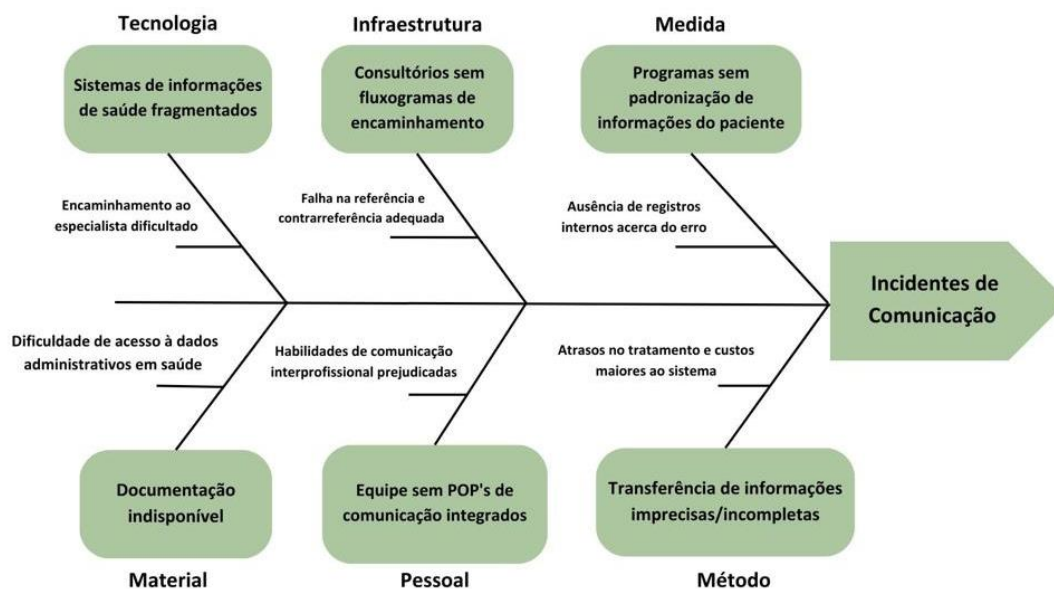 Tecnologia
Infraestrutura
Medida
Sistemas de informações
de saúde fragmentados
Consultórios sem
fluxogramas de
encaminhamento
Programas sem
padronização de
informações do paciente
Encaminhamento ao
especialista dificultado
Falha na referência e
contrarreferência adequada
Ausência de registros
internos acerca do erro
Incidentes de
Comunicação
Dificuldade de acesso à dados
administrativos em saúde
Habilidades de comunicação
interprofissional prejudicadas
Atrasos no tratamento e custos
maiores ao sistema
Documentação
indisponível
Equipe sem POP's de
comunicação integrados
Transferência de informações
imprecisas/incompletas
Material
Pessoal
Método